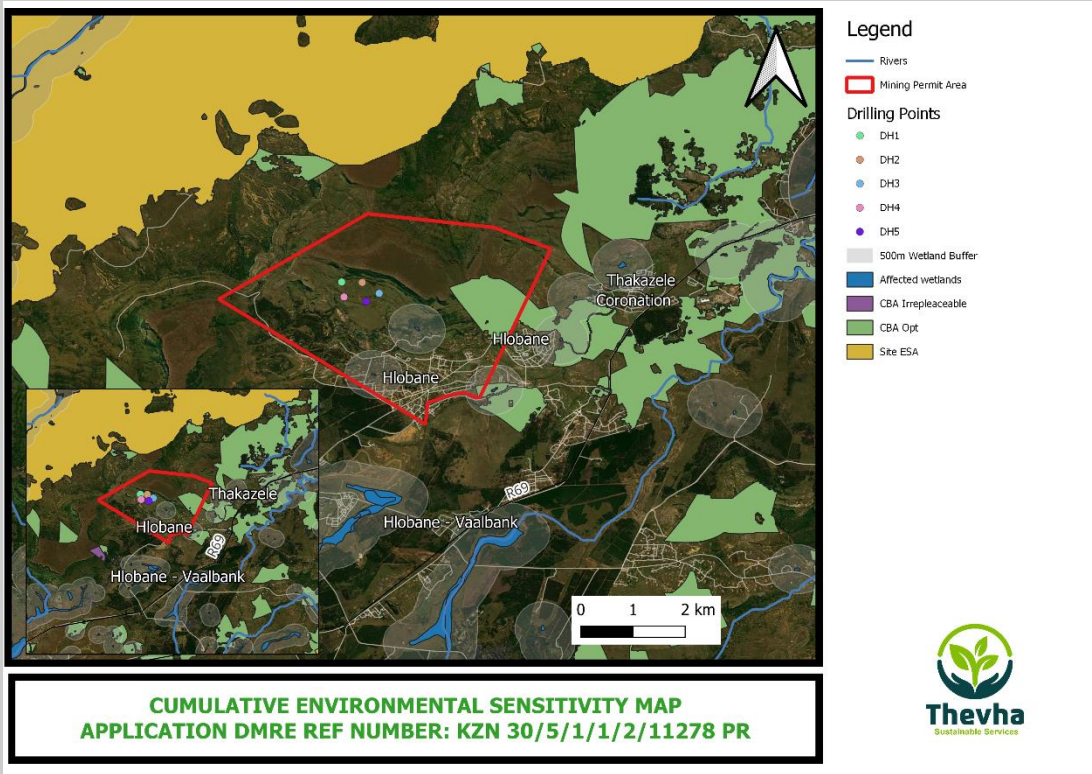 Legend
Rivers
Mining Permit Area
Drilling Points
DH1
DH2
DH3
DH4
DH5
500m Wetland Buffer
Affected wetlands
CBA Irrepleaceable
CBA Opt
Site ESA
Thakazele
Coronation
Hlobane
Hlobane
R69
Hlobane - Vaalbank
Thakazele
Hlobane
R69
Hlobane - Vaalbank
0 1 2 km
CUMULATIVE ENVIRONMENTAL SENSITIVITY MAP
APPLICATION DMRE REF NUMBER: KZN 30/5/1/1/2/11278 PR
Thevha
Sustainable Services